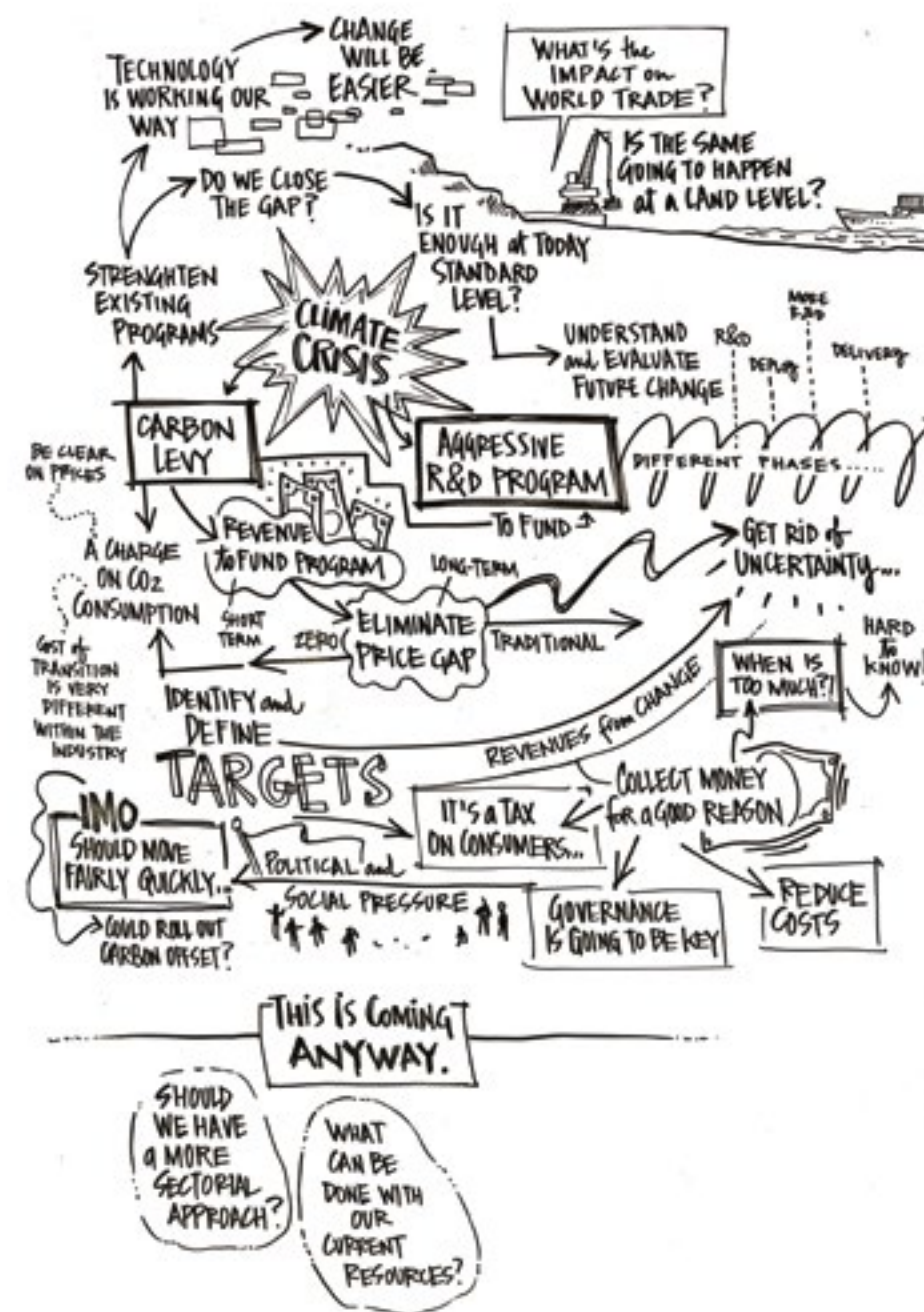 TECHNOLOGY
IS WORKING OUR
WAY
CHANGE
WILL BE
EASIER
WHAT'S the
IMPACT on
WORLD TRADE?
IS THE SAME
GOING TO HAPPEN
at a LAND LEVEL?
DO WE CLOSE
THE GAP?
IS IT
ENOUGH at TODAY
STANDARD
LEVEL?
STRENGHTEN
EXISTING
PROGRAMS
CLIMATE
CRISIS
UNDERSTAND
and EVALUATE
FUTURE CHANGE
R&D
DEPLOY
MORE
R&D
DELIVERY
CARBON
LEVY
AGGRESSIVE
R&D PROGRAM
DIFFERENT PHASES.....
BE CLEAR
ON PRICES
TO FUND
REVENUE
to FUND PROGRAM
GET RID of
UNCERTAINTY...
A CHARGE
ON CO2
CONSUMPTION
SHORT
TEAM
LONG-TERM
ZERO
ELIMINATE
PRICE GAP
TRADITIONAL
COST of
TRANSITION
IS VERY
DIFFERENT
WITHIN THE
INDUSTRY
WHEN IS
TOO MUCH?!
HARD
to
KNOW!
IDENTIFY and
DEFINE
TARGETS
REVENUES from CHANGE
COLLECT MONEY
for a GOOD REASON
IT'S a TAX
ON CONSUMERS...
IMO
SHOULD MOVE
FAIRLY QUICKLY...
POLITICAL and
SOCIAL PRESSURE
COULD ROLL OUT
CARBON OFFSET?
GOVERNANCE
IS GOING TO BE KEY
REDUCE
COSTS
THIS IS COMING
ANYWAY.
SHOULD
WE HAVE
a MORE
SECTORIAL
APPROACH?
WHAT
CAN BE
DONE WITH
OUR
CURRENT
RESOURCES?